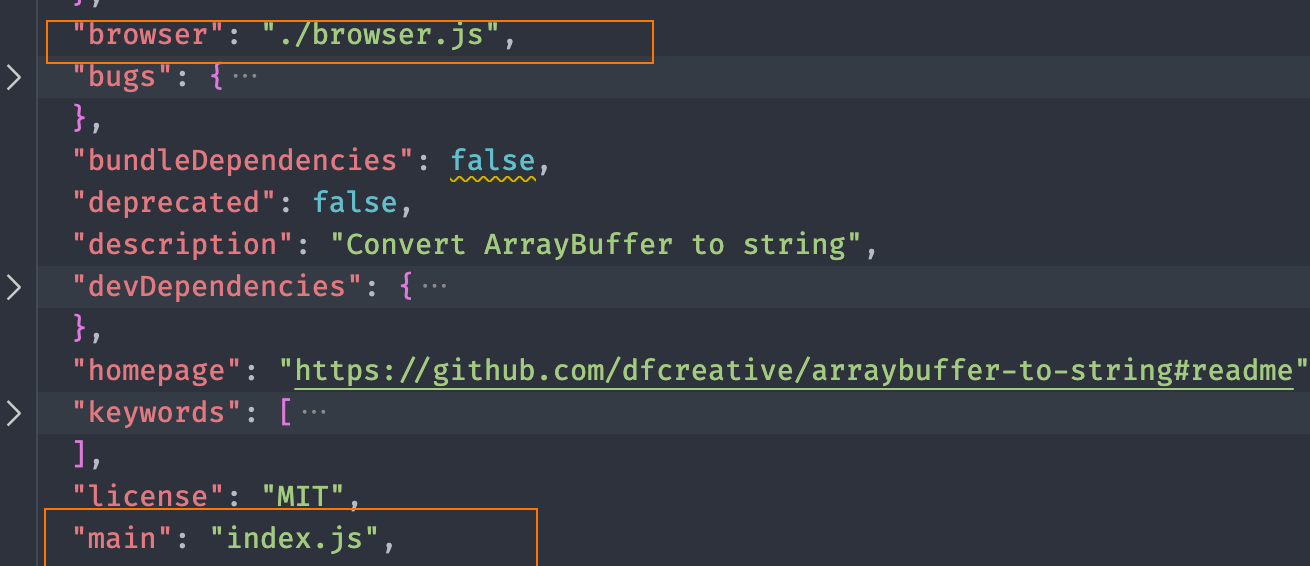 },
"browser": "./browser.js",
"bugs": {···
},
"bundleDependencies": false,
"deprecated": false,
"description": "Convert ArrayBuffer to string",
"devDependencies": {···
},
"homepage": "https://github.com/dfcreative/arraybuffer-to-string#readme"
"keywords": [···
],
"license": "MIT",
"main": "index.js",